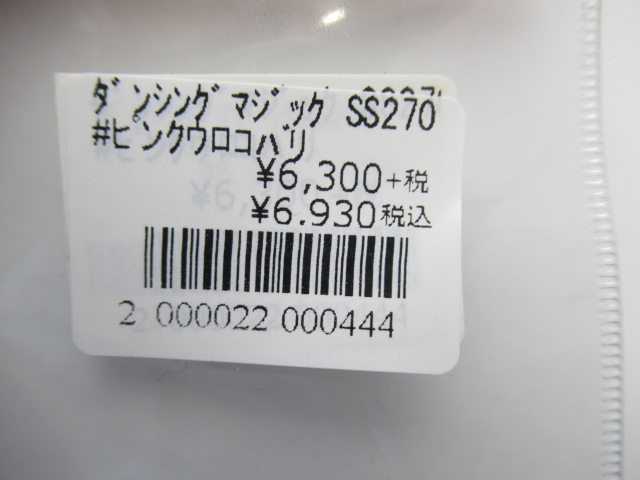 ﾀﾞﾝｼﾝｸﾞ ﾏｼﾞｯｸ SS270
#ピンクウロコバリ
¥6,300+税
¥6.930税込
2 000022 000444